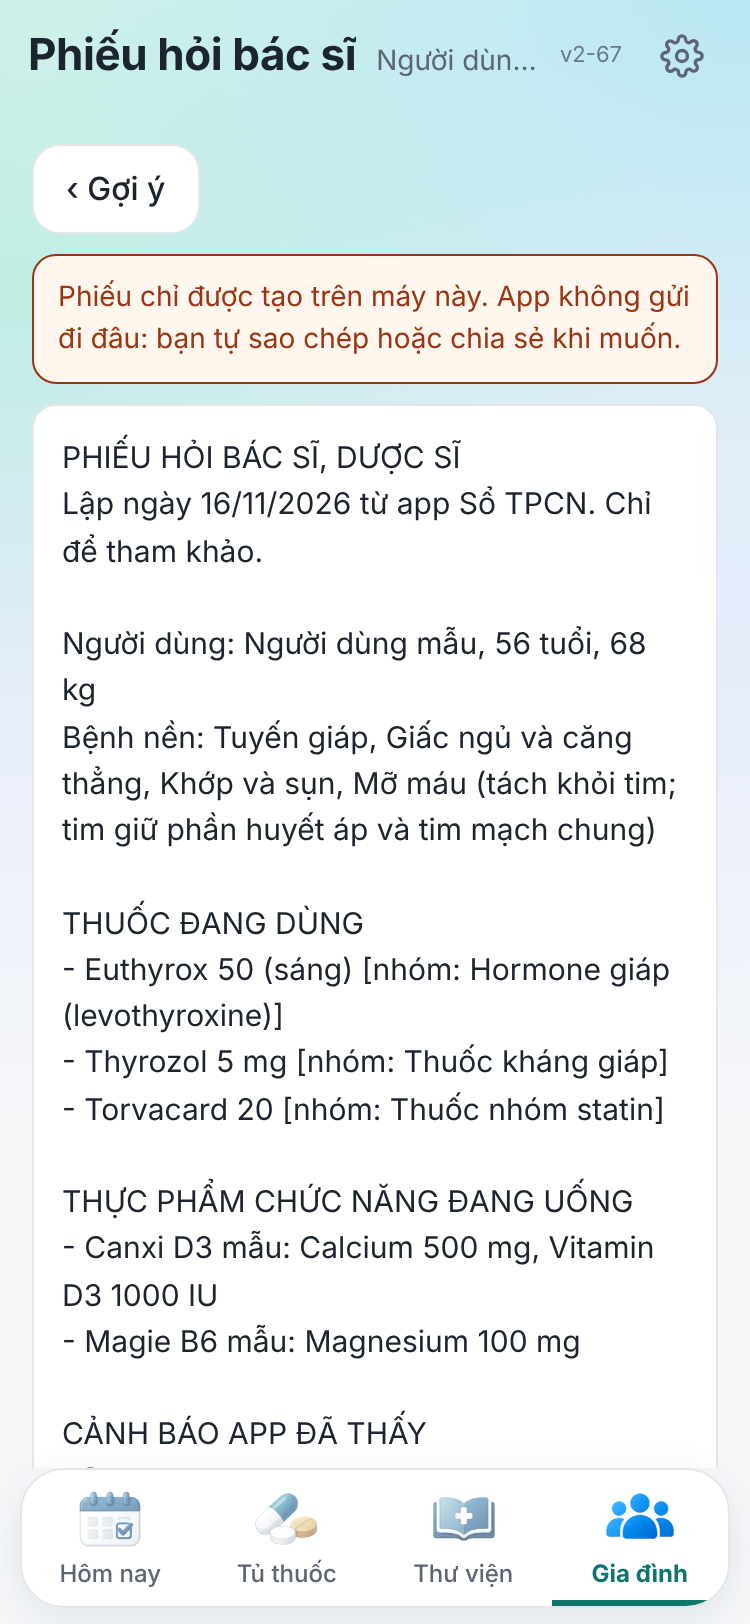 Phiếu hỏi bác sĩ Người dùn... v2-67
‹ Gợi ý
Phiếu chỉ được tạo trên máy này. App không gửi
đi đâu: bạn tự sao chép hoặc chia sẻ khi muốn.
PHIẾU HỎI BÁC SĨ, DƯỢC SĨ
Lập ngày 16/11/2026 từ app Sổ TPCN. Chỉ
để tham khảo.
Người dùng: Người dùng mẫu, 56 tuổi, 68
kg
Bệnh nền: Tuyến giáp, Giấc ngủ và căng
thẳng, Khớp và sụn, Mỡ máu (tách khỏi tim;
tim giữ phần huyết áp và tim mạch chung)
THUỐC ĐANG DÙNG
- Euthyrox 50 (sáng) [nhóm: Hormone giáp
(levothyroxine)]
- Thyrozol 5 mg [nhóm: Thuốc kháng giáp]
- Torvacard 20 [nhóm: Thuốc nhóm statin]
THỰC PHẨM CHỨC NĂNG ĐANG UỐNG
- Canxi D3 mẫu: Calcium 500 mg, Vitamin
D3 1000 IU
- Magie B6 mẫu: Magnesium 100 mg
CẢNH BÁO APP ĐÃ THẤY
Hôm nay
Tủ thuốc
Thư viện
Gia đình